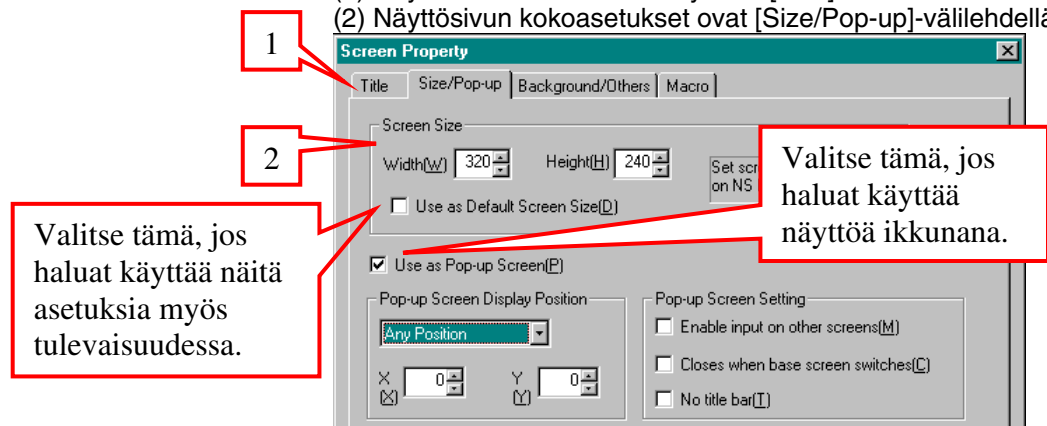 (2) Näyttösivun kokoasetukset ovat [Size/Pop-up]-välilehdellä
1
Screen Property
Title Size/Pop-up Background/Others Macro
Screen Size
2
Width(W) 320 Height(H) 240
Set scr
on NS
Valitse tämä, jos
haluat käyttää
näyttöä ikkunana.
Use as Default Screen Size(D)
Valitse tämä, jos
haluat käyttää näitä
asetuksia myös
tulevaisuudessa.
Use as Pop-up Screen(P)
Pop-up Screen Display Position
Any Position
X 0 Y 0
(X) (Y)
Pop-up Screen Setting
Enable input on other screens(M)
Closes when base screen switches(C)
No title bar(T)